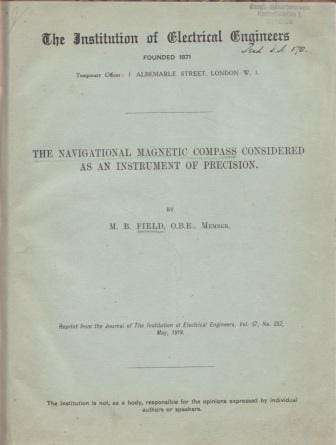 The Institution of Electrical Engineers
FOUNDED 1871
Temporary Offices: 1 ALBEMARLE STREET, LONDON W. 1.
THE NAVIGATIONAL MAGNETIC COMPASS CONSIDERED
AS AN INSTRUMENT OF PRECISION.
BY
M. B. FIELD, O.B.E., Member.
Reprint from the Journal of The Institution of Electrical Engineers, Vol. 57, No. 282,
May, 1919.
The Institution is not, as a body, responsible for the opinions expressed by individual
authors or speakers.